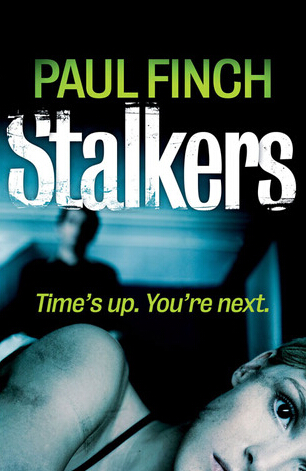 PAUL FINCH
Stalkers
Time's up. You're next.